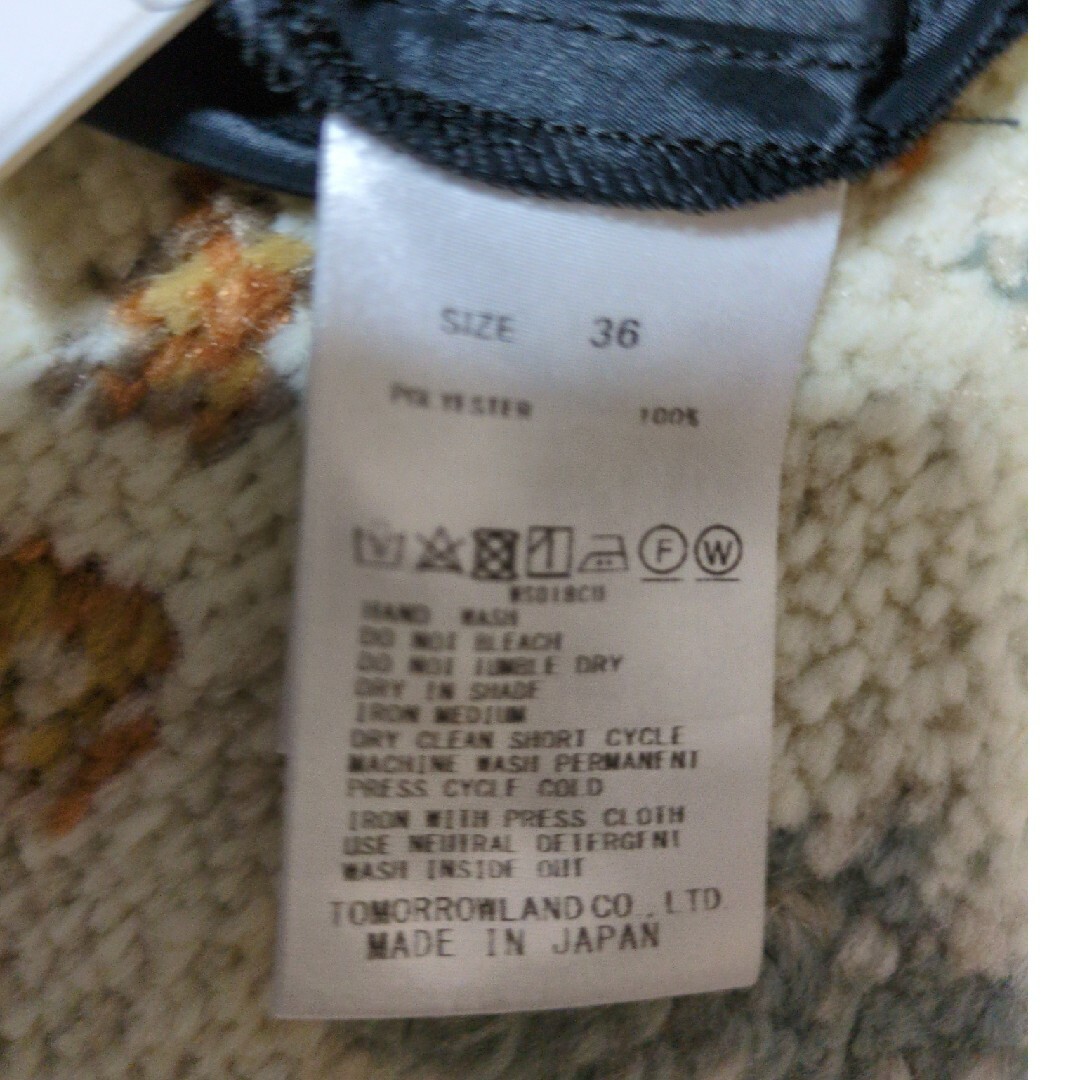 SIZE 36
POLYESTER 100%
F W
HAND WASH
DO NOT BLEACH
DO NOT TUMBLE DRY
DRY IN SHADE
IRON MEDIUM
DRY CLEAN SHORT CYCLE
MACHINE WASH PERMANENT
PRESS CYCLE COLD
IRON WITH PRESS CLOTH
USE NEUTRAL DETERGENT
WASH INSIDE OUT
TOMORROWLAND CO., LTD.
MADE IN JAPAN